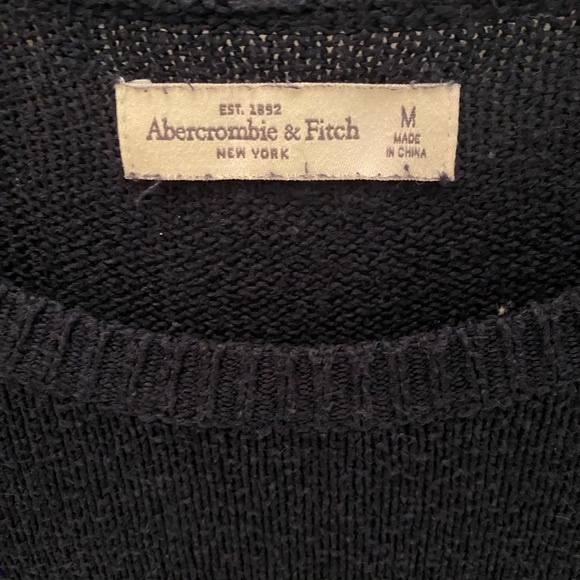 EST. 1892
Abercrombie & Fitch
NEW YORK
M
MADE
IN CHINA